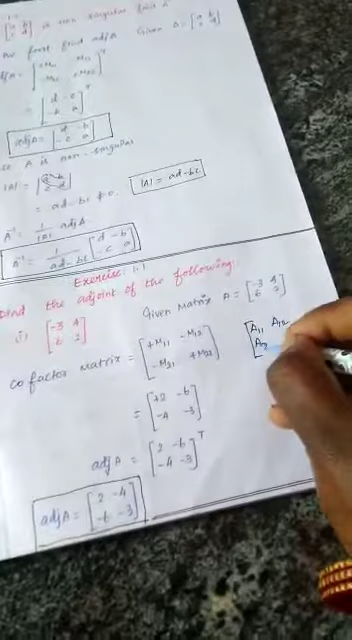 [a b] is non singular find A
We first find adjA Given A = [a b
adjA = [+M11 M21
-M12 +M22]T
= [d -c
-b a]T
adjA = [d -b
-c a]
A is non-singular
|A| = |a b
c d|
= ad-bc ≠ 0. |A| = ad-bc
A⁻¹ = 1/|A| adjA
A⁻¹ = 1/ad-bc [d -b
-c a]
Exercise: 1.1
Find the adjoint of the following:
i) [-3 4
6 2] Given Matrix A = [-3 4
6 2]
Co factor matrix = [+M11 -M12
-M21 +M22] [A11 A12
= [+2 -6
-4 -3]
adjA = [2 -6
-4 -3]T
adjA = [2 -4
-6 -3]